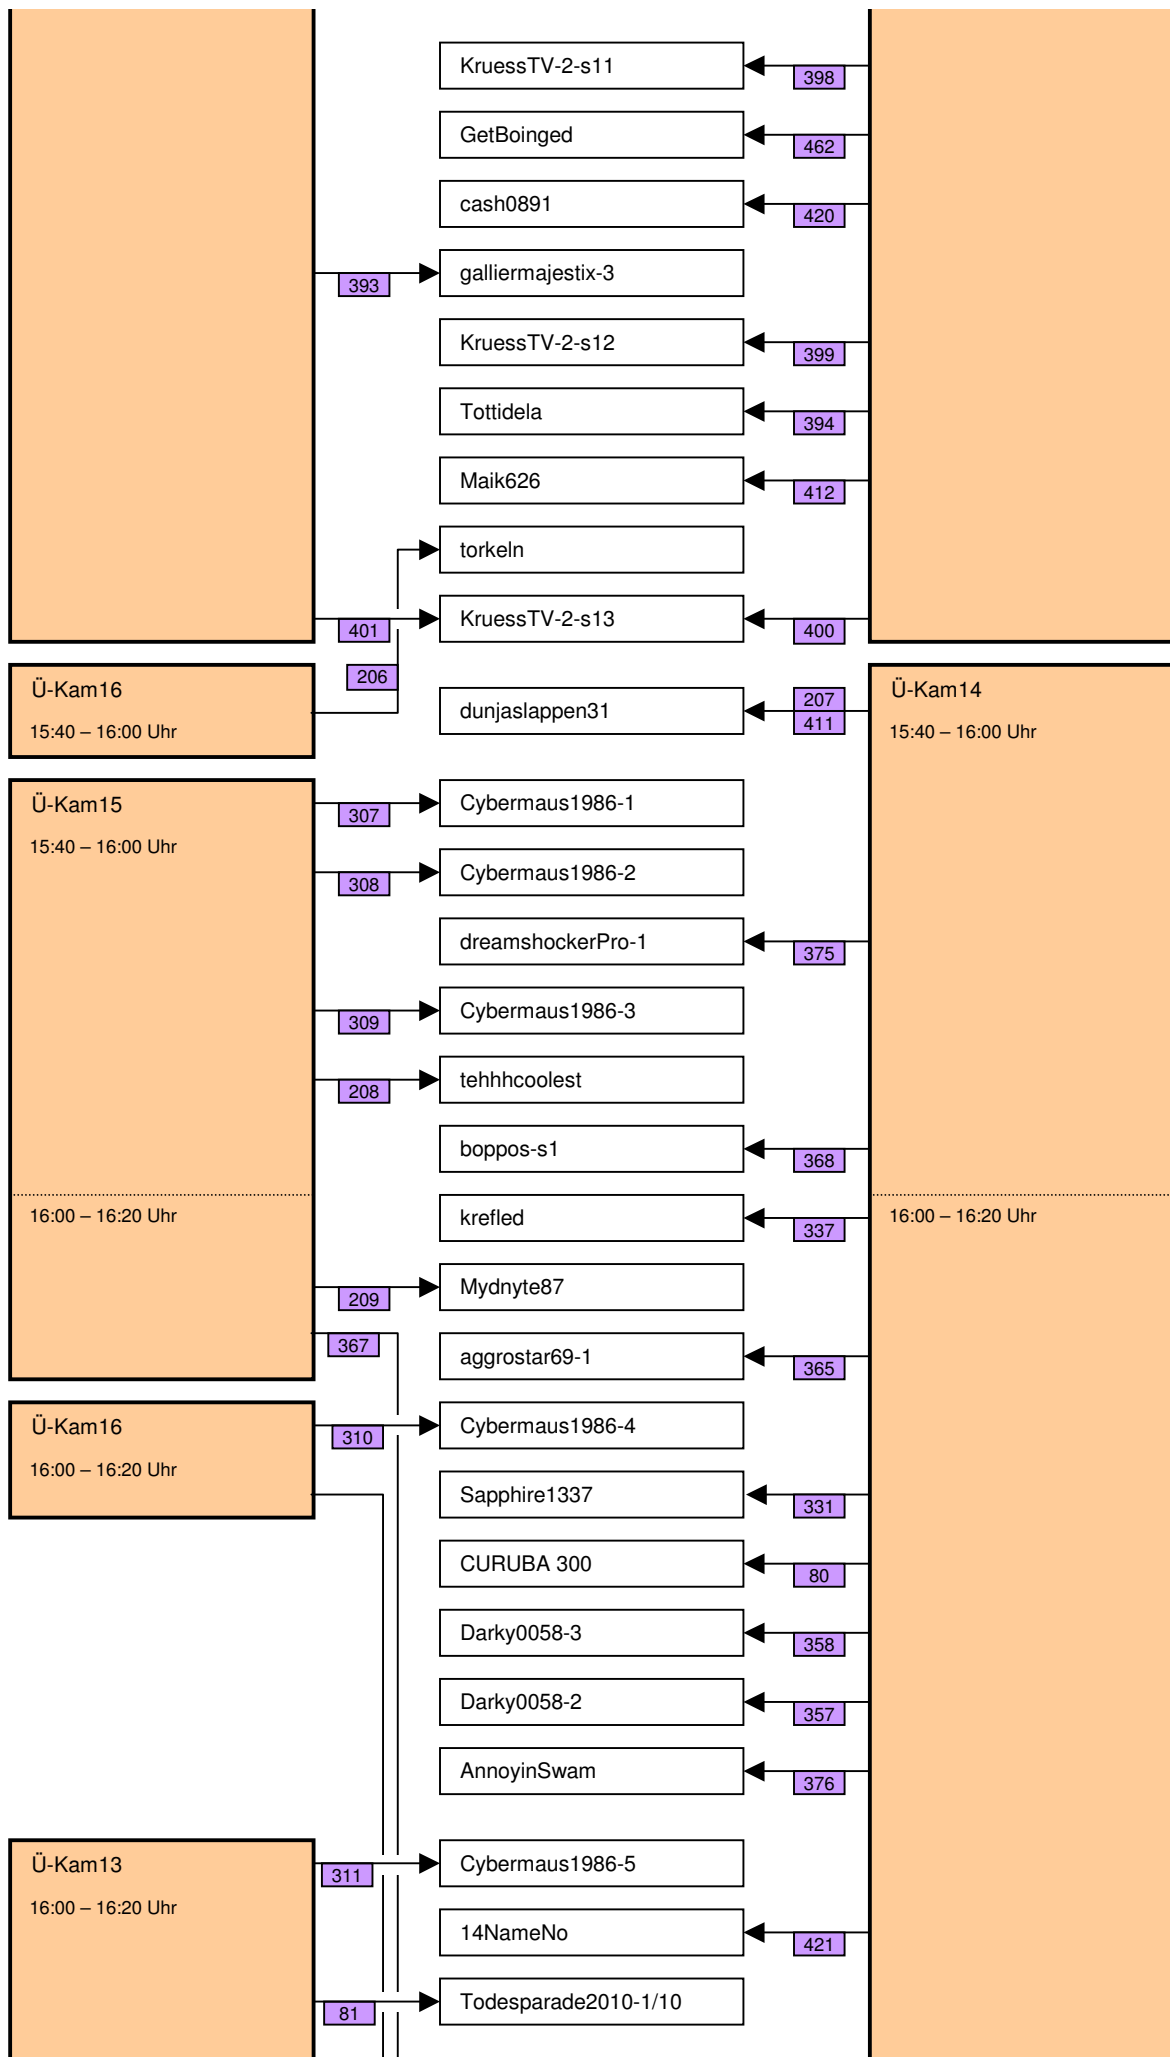 KruessTV-2-s11
398
GetBoinged
462
cash0891
420
393
galliermajestix-3
KruessTV-2-s12
399
Tottidela
394
Maik626
412
torkeln
401
KruessTV-2-s13
400
206
Ü-Kam16
15:40 – 16:00 Uhr
dunjaslappen31
207
411
Ü-Kam14
15:40 – 16:00 Uhr
Ü-Kam15
15:40 – 16:00 Uhr
307
Cybermaus1986-1
308
Cybermaus1986-2
dreamshockerPro-1
375
309
Cybermaus1986-3
208
tehhhcoolest
boppos-s1
368
16:00 – 16:20 Uhr
krefled
337
16:00 – 16:20 Uhr
209
Mydnyte87
367
aggrostar69-1
365
Ü-Kam16
16:00 – 16:20 Uhr
310
Cybermaus1986-4
Sapphire1337
331
CURUBA 300
80
Darky0058-3
358
Darky0058-2
357
AnnoyinSwam
376
Ü-Kam13
16:00 – 16:20 Uhr
311
Cybermaus1986-5
14NameNo
421
81
Todesparade2010-1/10